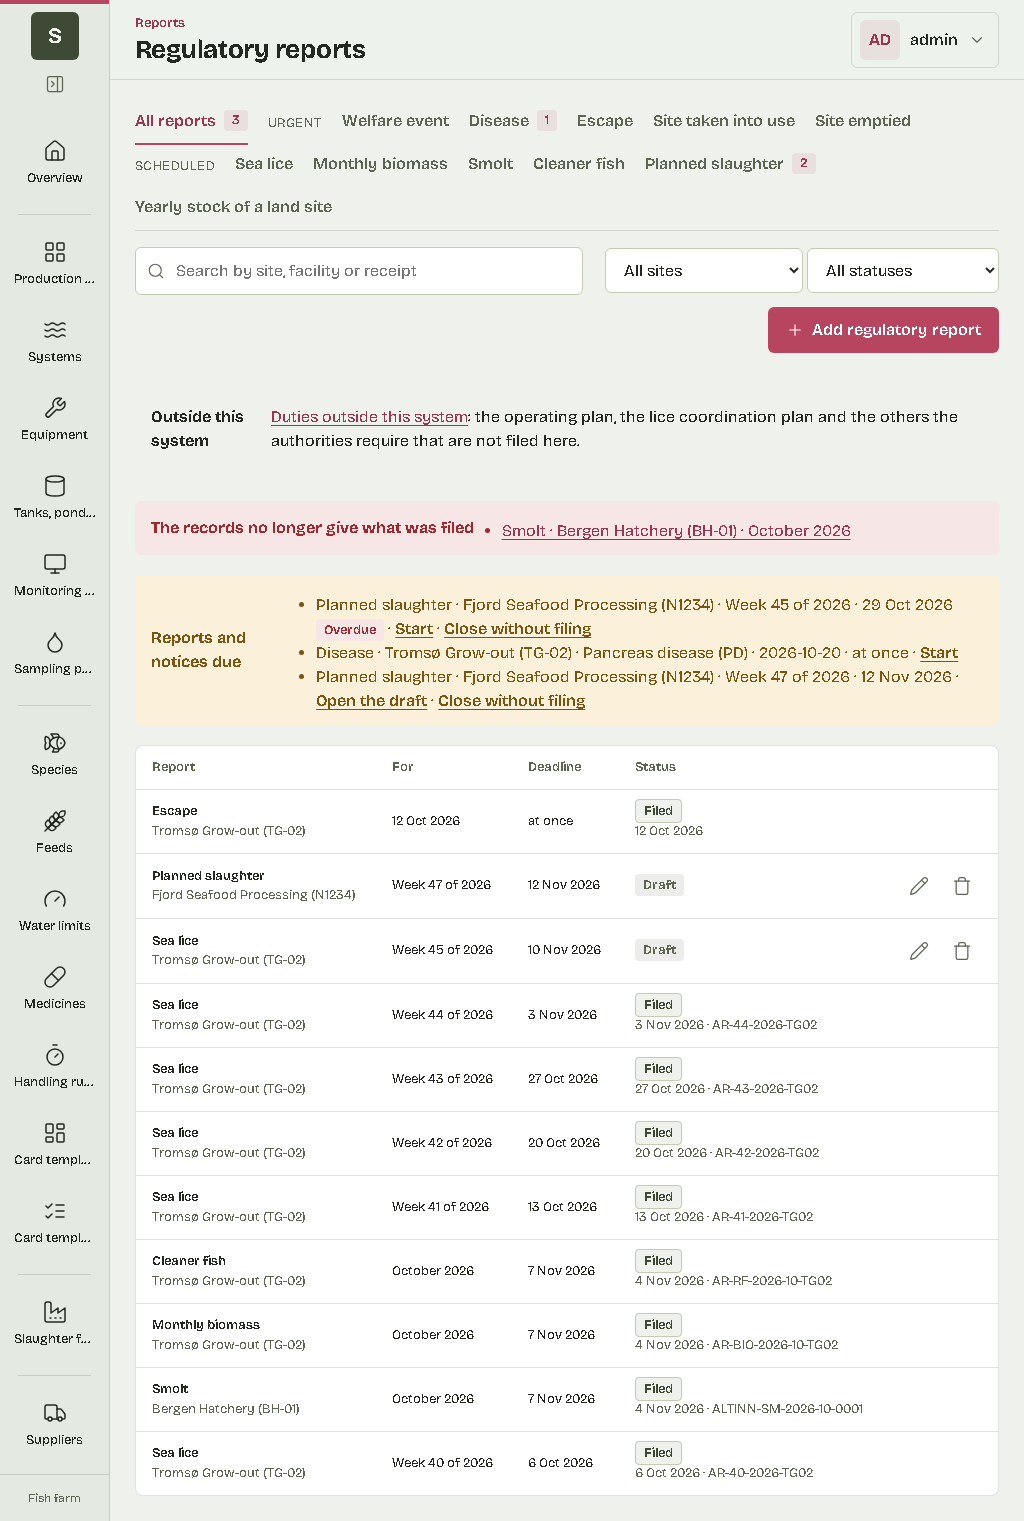 S
Reports
Regulatory reports
AD admin
Overview
Production ...
Systems
Equipment
Tanks, pond...
Monitoring ...
Sampling p...
Species
Feeds
Water limits
Medicines
Handling ru...
Card templ...
Card templ...
Slaughter f...
Suppliers
Fish farm
All reports 3 URGENT Welfare event Disease 1 Escape Site taken into use Site emptied
SCHEDULED Sea lice Monthly biomass Smolt Cleaner fish Planned slaughter 2
Yearly stock of a land site
Search by site, facility or receipt All sites All statuses
Add regulatory report
Outside this system
Duties outside this system: the operating plan, the lice coordination plan and the others the
authorities require that are not filed here.
The records no longer give what was filed • Smolt · Bergen Hatchery (BH-01) · October 2026
Reports and notices due
• Planned slaughter · Fjord Seafood Processing (N1234) · Week 45 of 2026 · 29 Oct 2026
Overdue · Start · Close without filing
• Disease · Tromsø Grow-out (TG-02) · Pancreas disease (PD) · 2026-10-20 · at once · Start
• Planned slaughter · Fjord Seafood Processing (N1234) · Week 47 of 2026 · 12 Nov 2026 ·
Open the draft · Close without filing
Report For Deadline Status
Escape
Tromsø Grow-out (TG-02) 12 Oct 2026 at once Filed
12 Oct 2026
Planned slaughter
Fjord Seafood Processing (N1234) Week 47 of 2026 12 Nov 2026 Draft
Sea lice
Tromsø Grow-out (TG-02) Week 45 of 2026 10 Nov 2026 Draft
Sea lice
Tromsø Grow-out (TG-02) Week 44 of 2026 3 Nov 2026 Filed
3 Nov 2026 · AR-44-2026-TG02
Sea lice
Tromsø Grow-out (TG-02) Week 43 of 2026 27 Oct 2026 Filed
27 Oct 2026 · AR-43-2026-TG02
Sea lice
Tromsø Grow-out (TG-02) Week 42 of 2026 20 Oct 2026 Filed
20 Oct 2026 · AR-42-2026-TG02
Sea lice
Tromsø Grow-out (TG-02) Week 41 of 2026 13 Oct 2026 Filed
13 Oct 2026 · AR-41-2026-TG02
Cleaner fish
Tromsø Grow-out (TG-02) October 2026 7 Nov 2026 Filed
4 Nov 2026 · AR-RF-2026-10-TG02
Monthly biomass
Tromsø Grow-out (TG-02) October 2026 7 Nov 2026 Filed
4 Nov 2026 · AR-BIO-2026-10-TG02
Smolt
Bergen Hatchery (BH-01) October 2026 7 Nov 2026 Filed
4 Nov 2026 · ALTINN-SM-2026-10-0001
Sea lice
Tromsø Grow-out (TG-02) Week 40 of 2026 6 Oct 2026 Filed
6 Oct 2026 · AR-40-2026-TG02